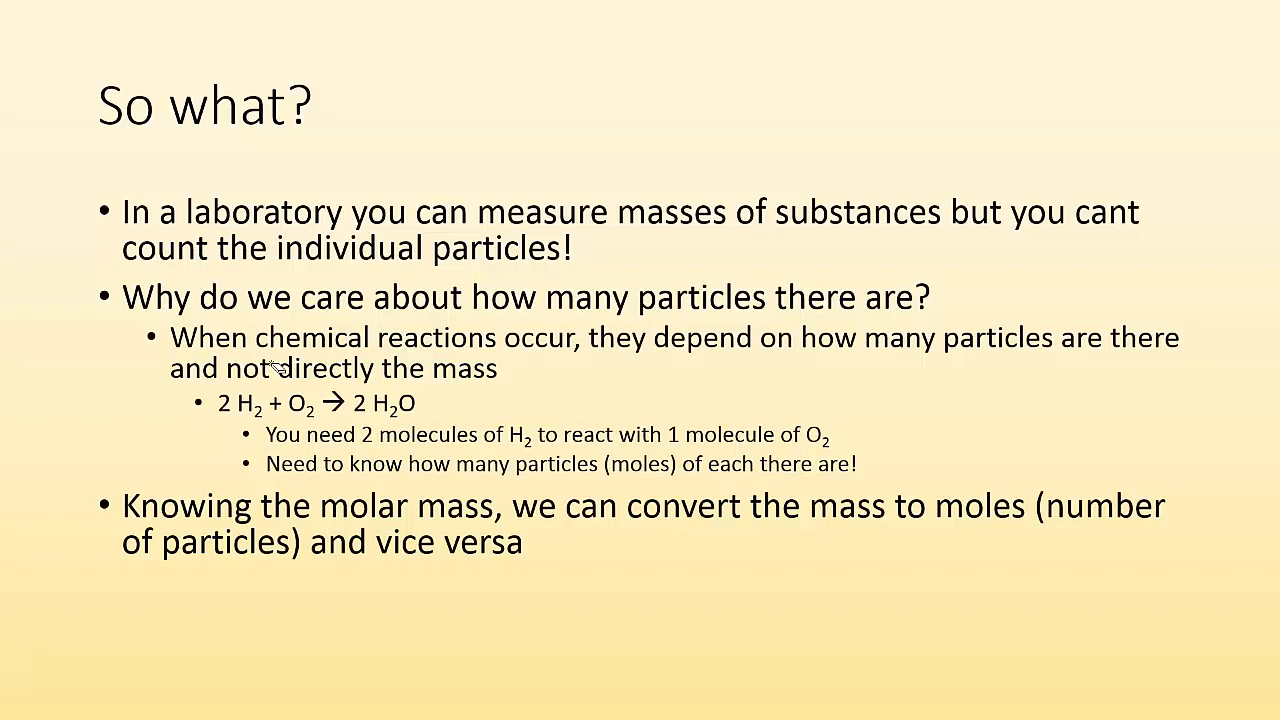 So what?
• In a laboratory you can measure masses of substances but you cant
count the individual particles!
• Why do we care about how many particles there are?
• When chemical reactions occur, they depend on how many particles are there
and not directly the mass
• 2 H₂ + O₂ → 2 H₂O
• You need 2 molecules of H₂ to react with 1 molecule of O₂
• Need to know how many particles (moles) of each there are!
• Knowing the molar mass, we can convert the mass to moles (number
of particles) and vice versa